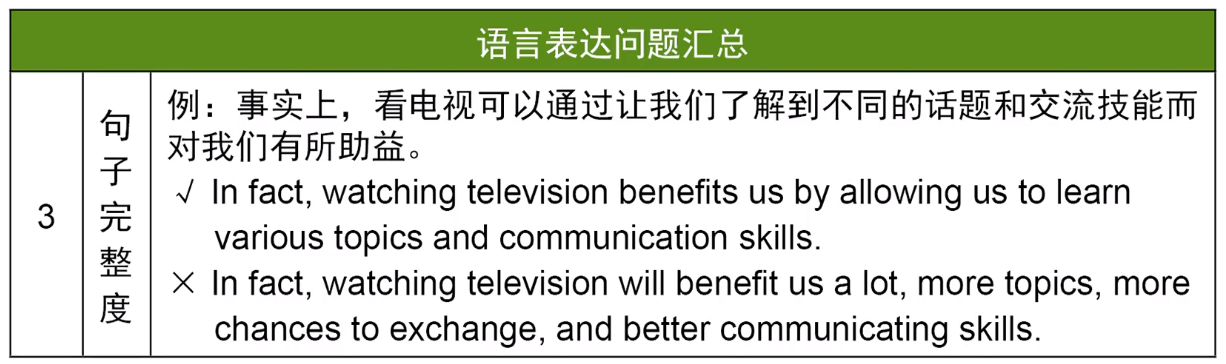 语言表达问题汇总
3
句子完整度
例：事实上，看电视可以通过让我们了解到不同的话题和交流技能而
对我们有所助益。
√ In fact, watching television benefits us by allowing us to learn
various topics and communication skills.
× In fact, watching television will benefit us a lot, more topics, more
chances to exchange, and better communicating skills.